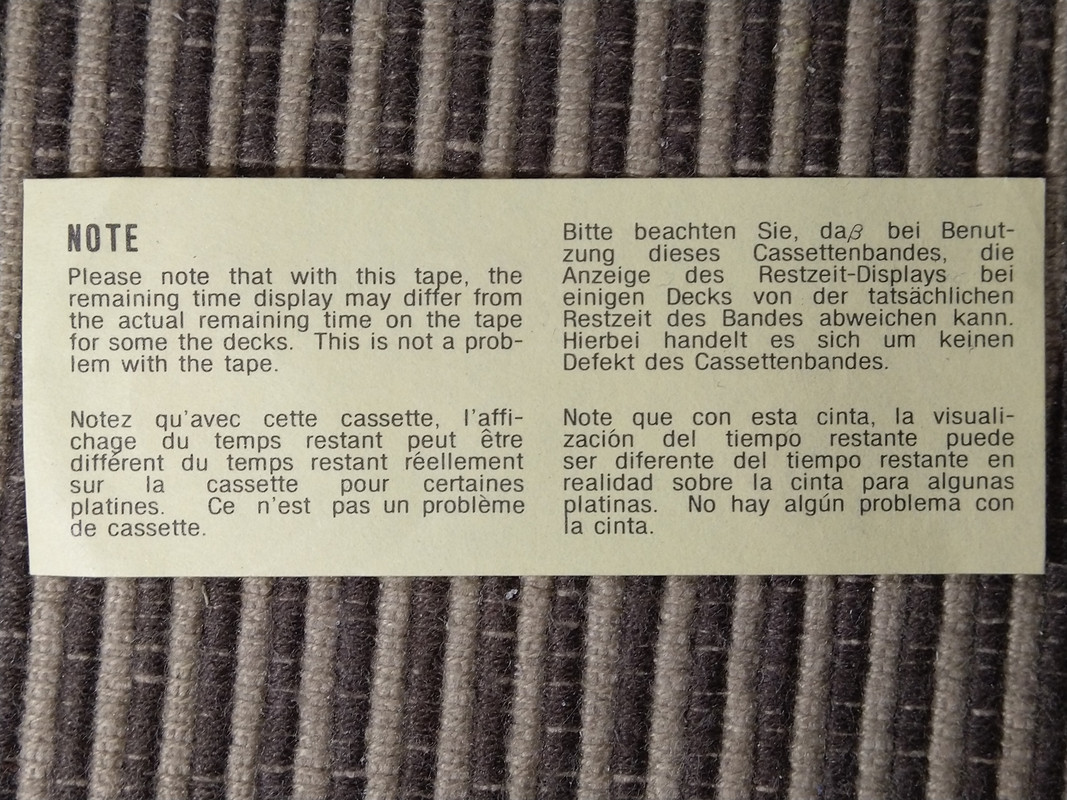 NOTE
Please note that with this tape, the
remaining time display may differ from
the actual remaining time on the tape
for some the decks. This is not a prob-
lem with the tape.
Notez qu'avec cette cassette, l'affi-
chage du temps restant peut être
différent du temps restant réellement
sur la cassette pour certaines
platines. Ce n'est pas un problème
de cassette.
Bitte beachten Sie, daβ bei Benut-
zung dieses Cassettenbandes, die
Anzeige des Restzeit-Displays bei
einigen Decks von der tatsächlichen
Restzeit des Bandes abweichen kann.
Hierbei handelt es sich um keinen
Defekt des Cassettenbandes.
Note que con esta cinta, la visuali-
zación del tiempo restante puede
ser diferente del tiempo restante en
realidad sobre la cinta para algunas
platinas. No hay algún problema con
la cinta.